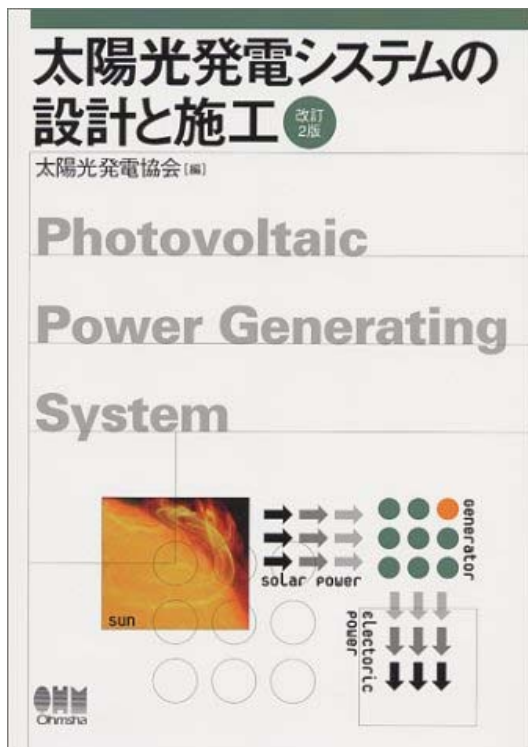 太陽光発電システムの
設計と施工
改訂
2版
太陽光発電協会[編]
Photovoltaic
Power Generating
System
sun
solar power
generator
electoric
power
OHM
Ohmsha